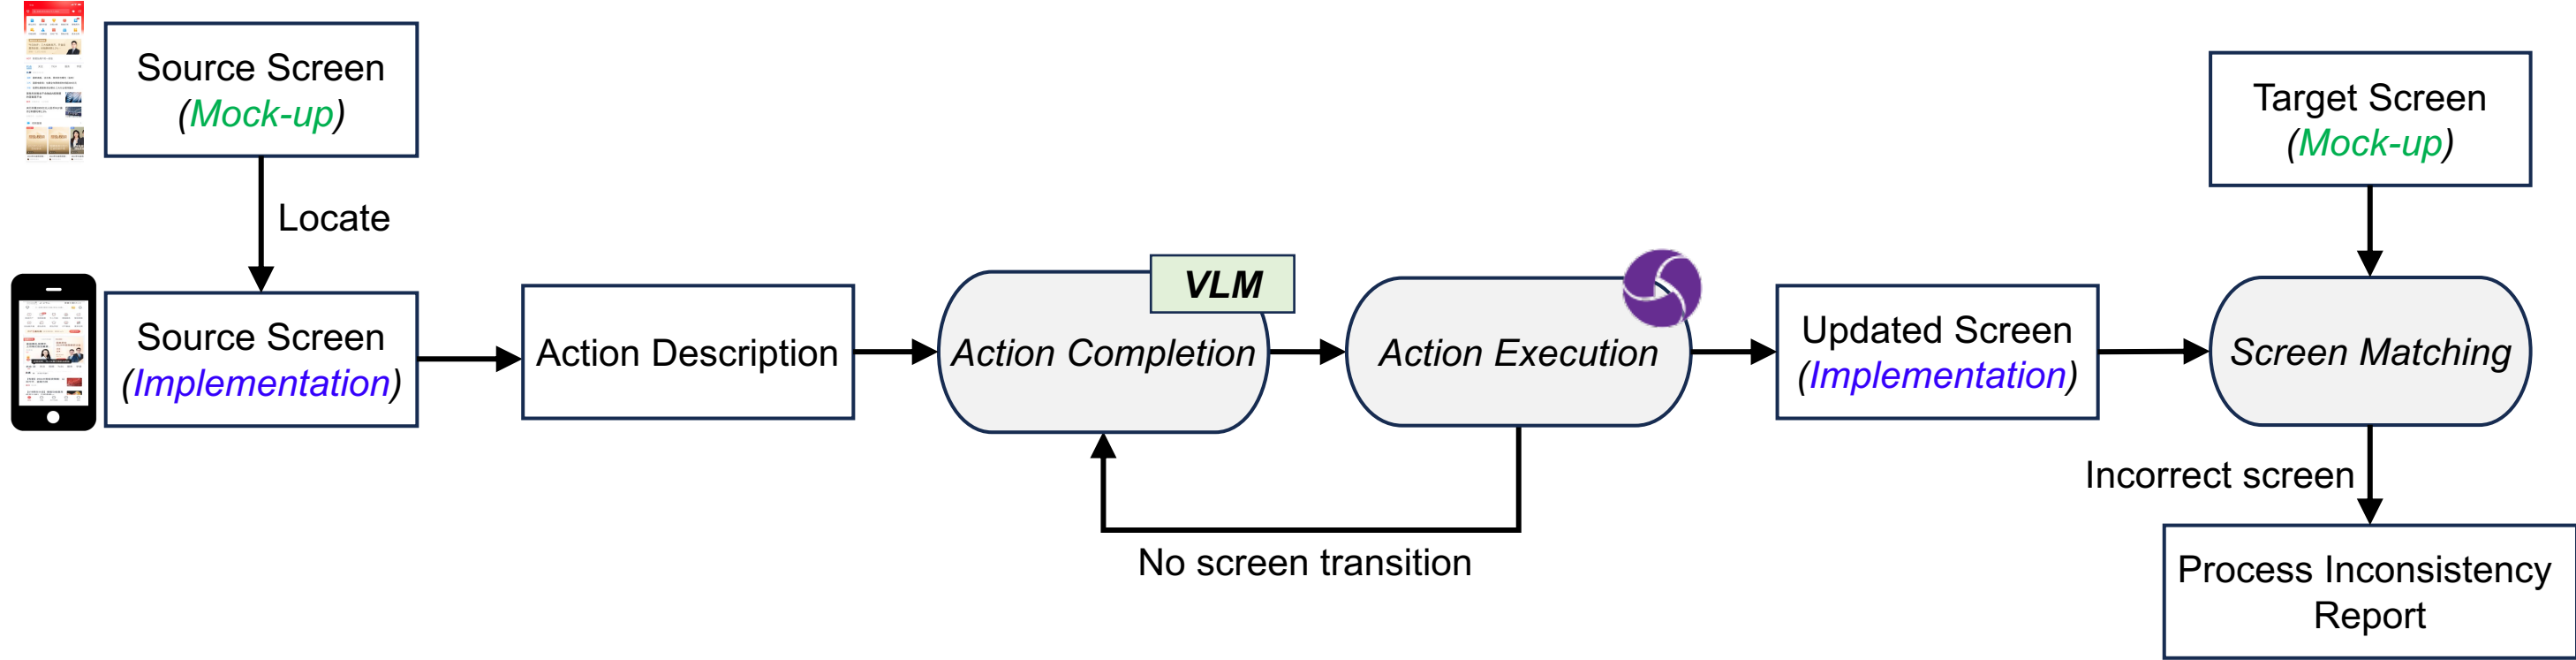 Source Screen
(Mock-up)
Locate
Source Screen
(Implementation)
Action Description
VLM
Action Completion
Action Execution
No screen transition
Updated Screen
(Implementation)
Target Screen
(Mock-up)
Screen Matching
Incorrect screen
Process Inconsistency
Report